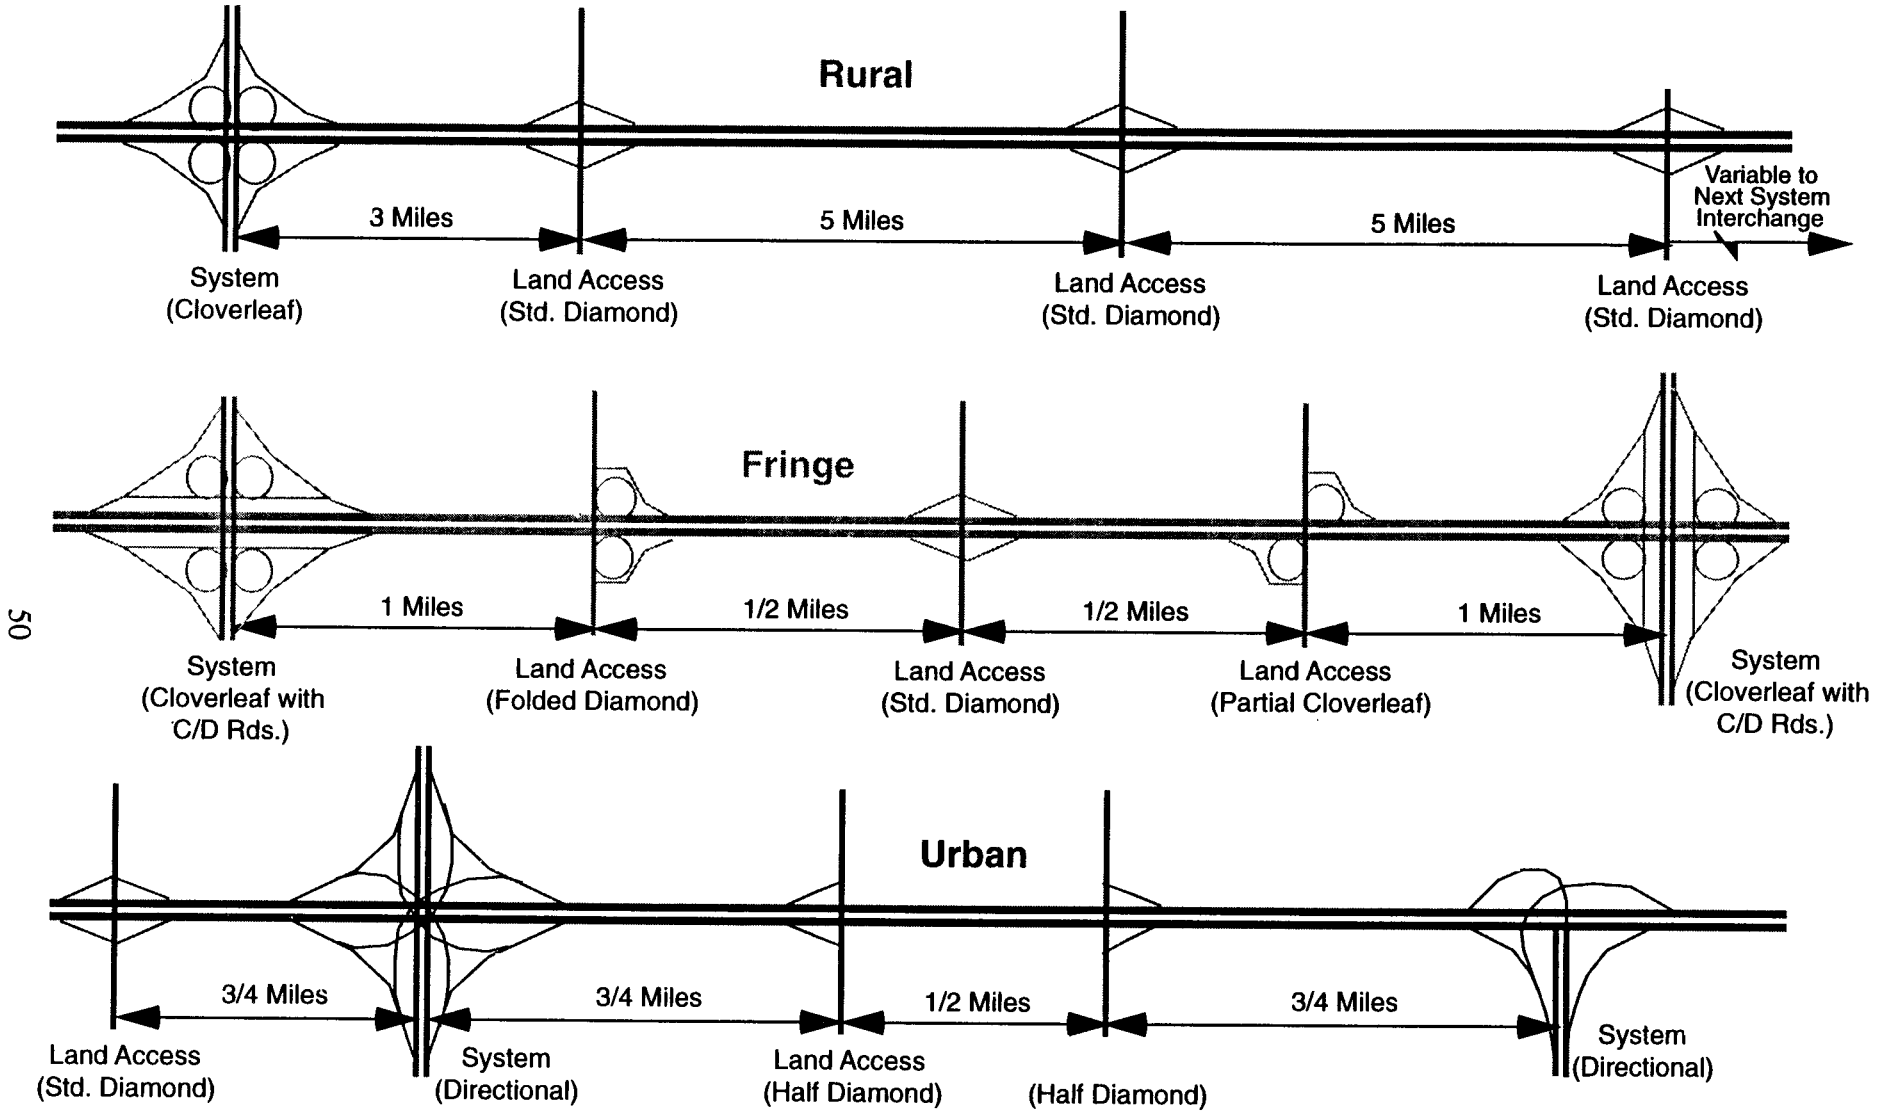 Rural
Variable to
Next System
Interchange
3 Miles
5 Miles
5 Miles
System
(Cloverleaf)
Land Access
(Std. Diamond)
Land Access
(Std. Diamond)
Land Access
(Std. Diamond)
Fringe
1 Miles
1/2 Miles
1/2 Miles
1 Miles
System
(Cloverleaf with
C/D Rds.)
Land Access
(Folded Diamond)
Land Access
(Std. Diamond)
Land Access
(Partial Cloverleaf)
System
(Cloverleaf with
C/D Rds.)
50
Urban
3/4 Miles
3/4 Miles
1/2 Miles
3/4 Miles
Land Access
(Std. Diamond)
System
(Directional)
Land Access
(Half Diamond)
(Half Diamond)
System
(Directional)